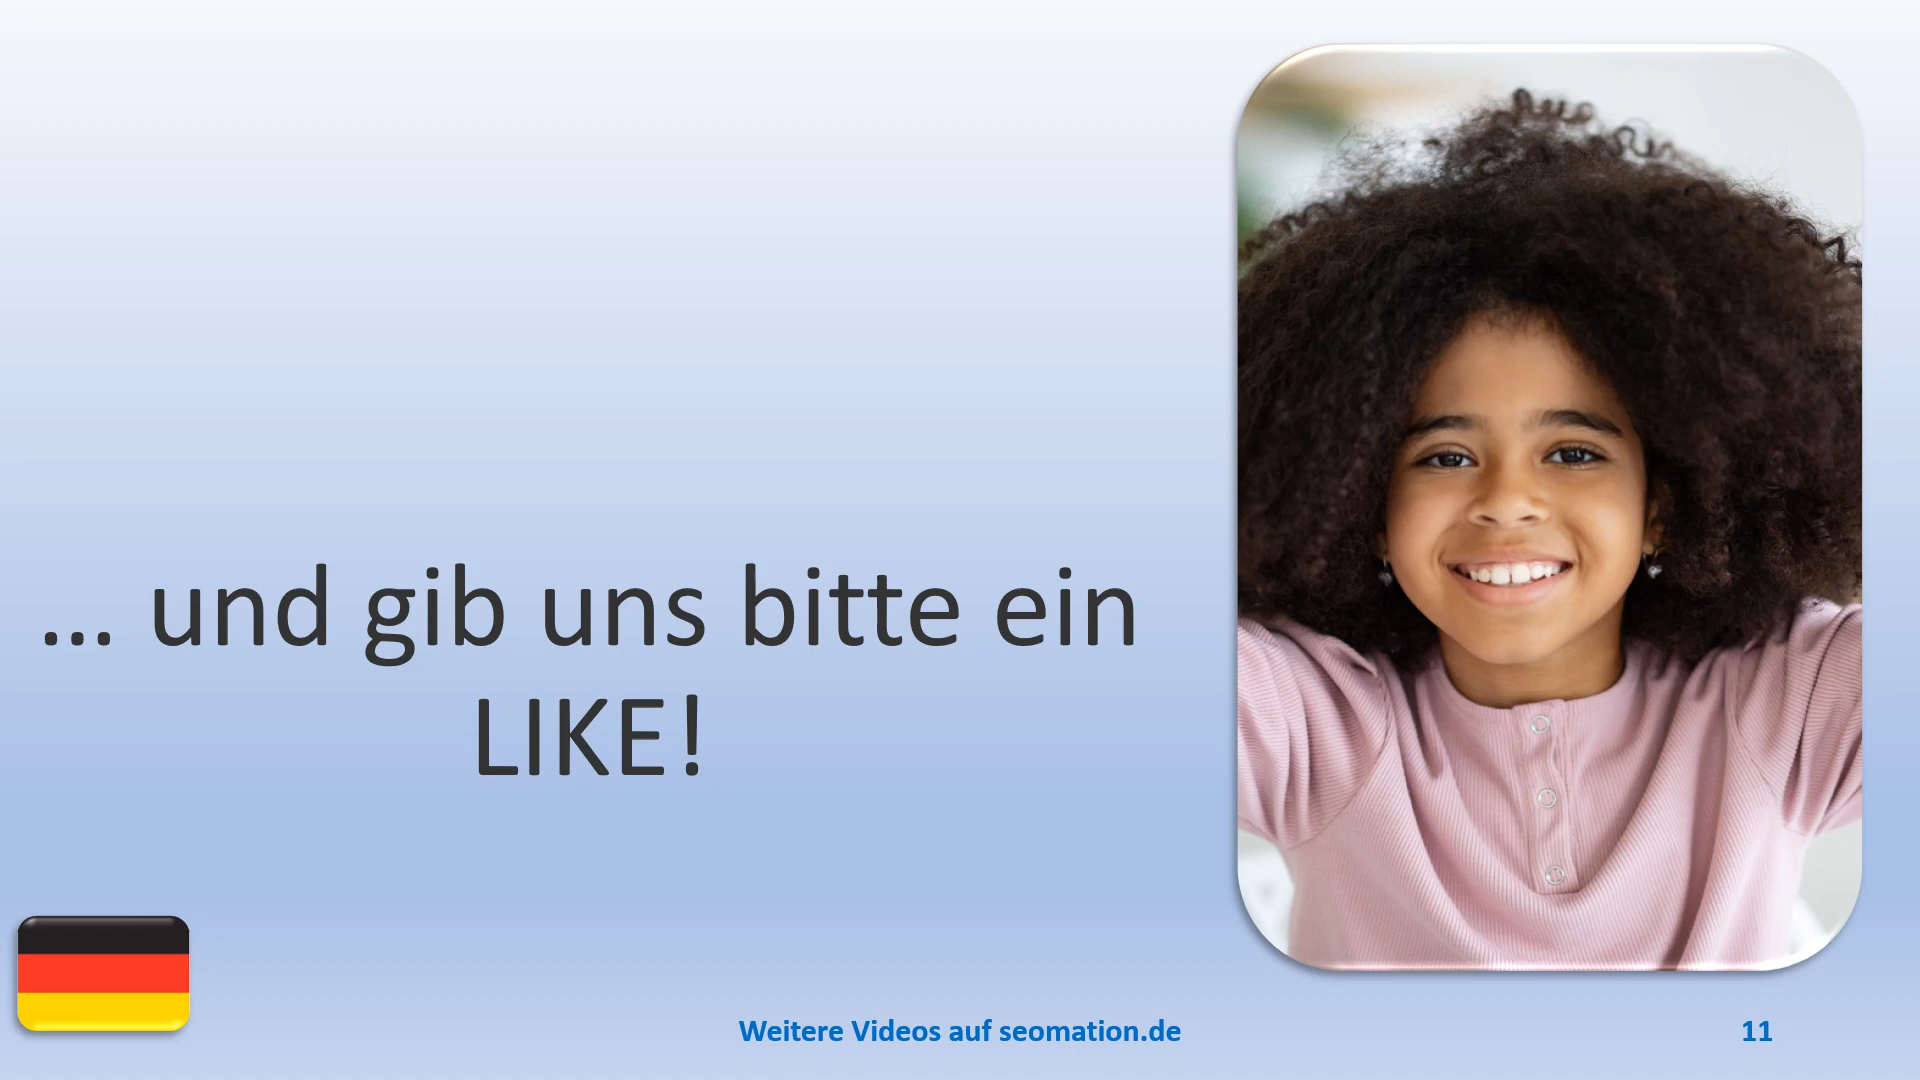 ... und gib uns bitte ein
LIKE!
Weitere Videos auf seomation.de
11